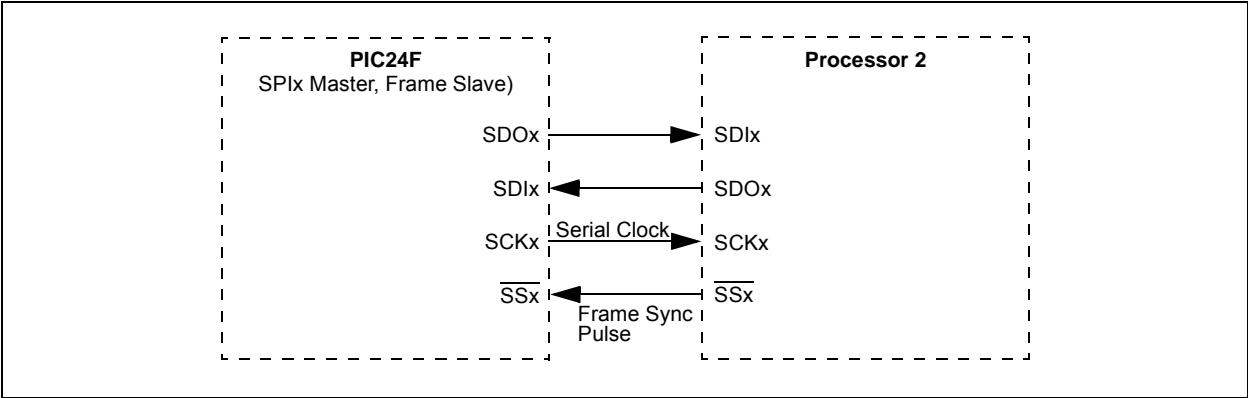 PIC24F
SPIx Master, Frame Slave)
Processor 2
SDOx
SDIx
SDIx
SDOx
SCKx
Serial Clock
SCKx
SSx
Frame Sync
Pulse
SSx